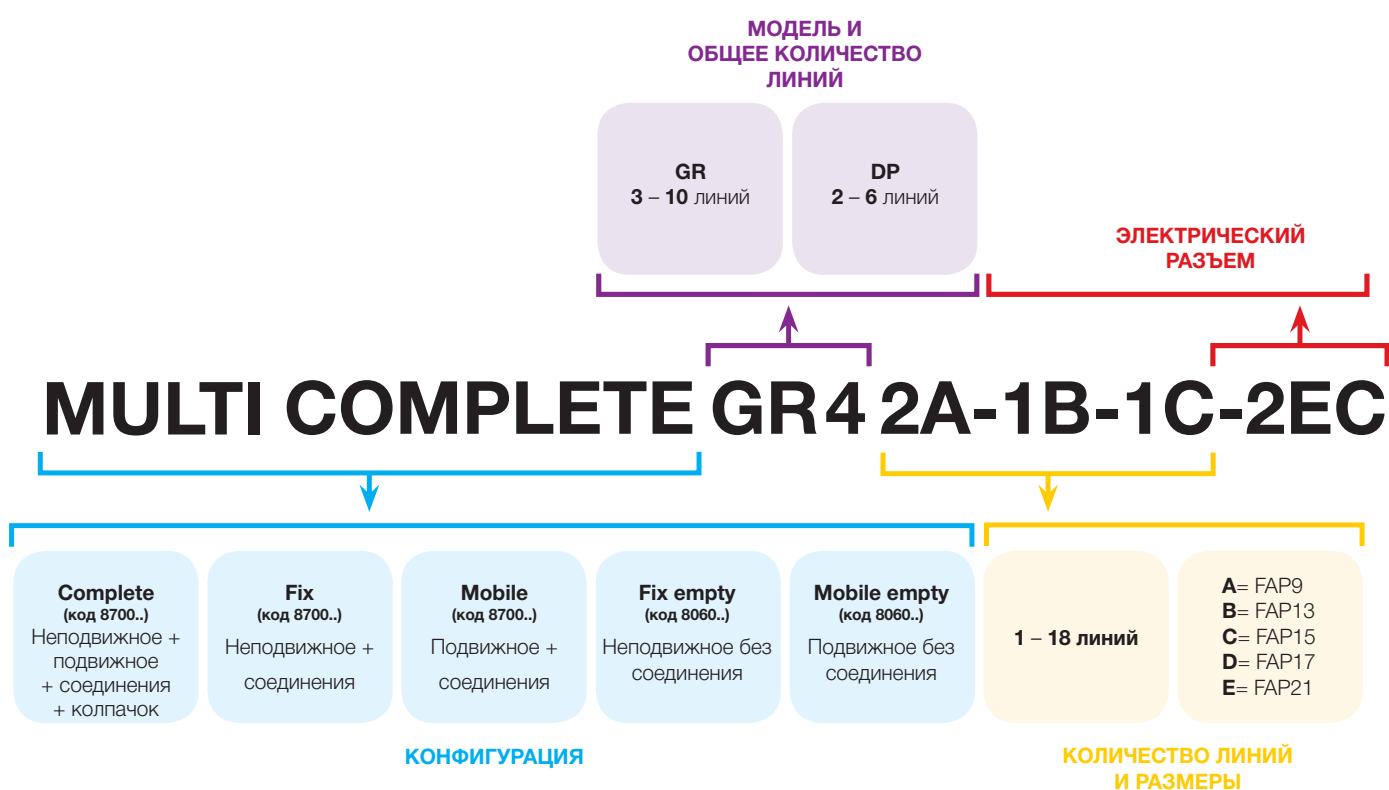 МОДЕЛЬ И
ОБЩЕЕ КОЛИЧЕСТВО
ЛИНИЙ
GR
3 – 10 линий
DP
2 – 6 линий
ЭЛЕКТРИЧЕСКИЙ
РАЗЪЕМ
MULTI COMPLETE GR4 2A-1B-1C-2EC
Complete
(код 8700..)
Неподвижное +
подвижное
+ соединения
+ колпачок
Fix
(код 8700..)
Неподвижное +
соединения
Mobile
(код 8700..)
Подвижное +
соединения
Fix empty
(код 8060..)
Неподвижное без
соединения
Mobile empty
(код 8060..)
Подвижное без
соединения
1 – 18 линий
A= FAP9
B= FAP13
C= FAP15
D= FAP17
E= FAP21
КОНФИГУРАЦИЯ
КОЛИЧЕСТВО ЛИНИЙ
И РАЗМЕРЫ